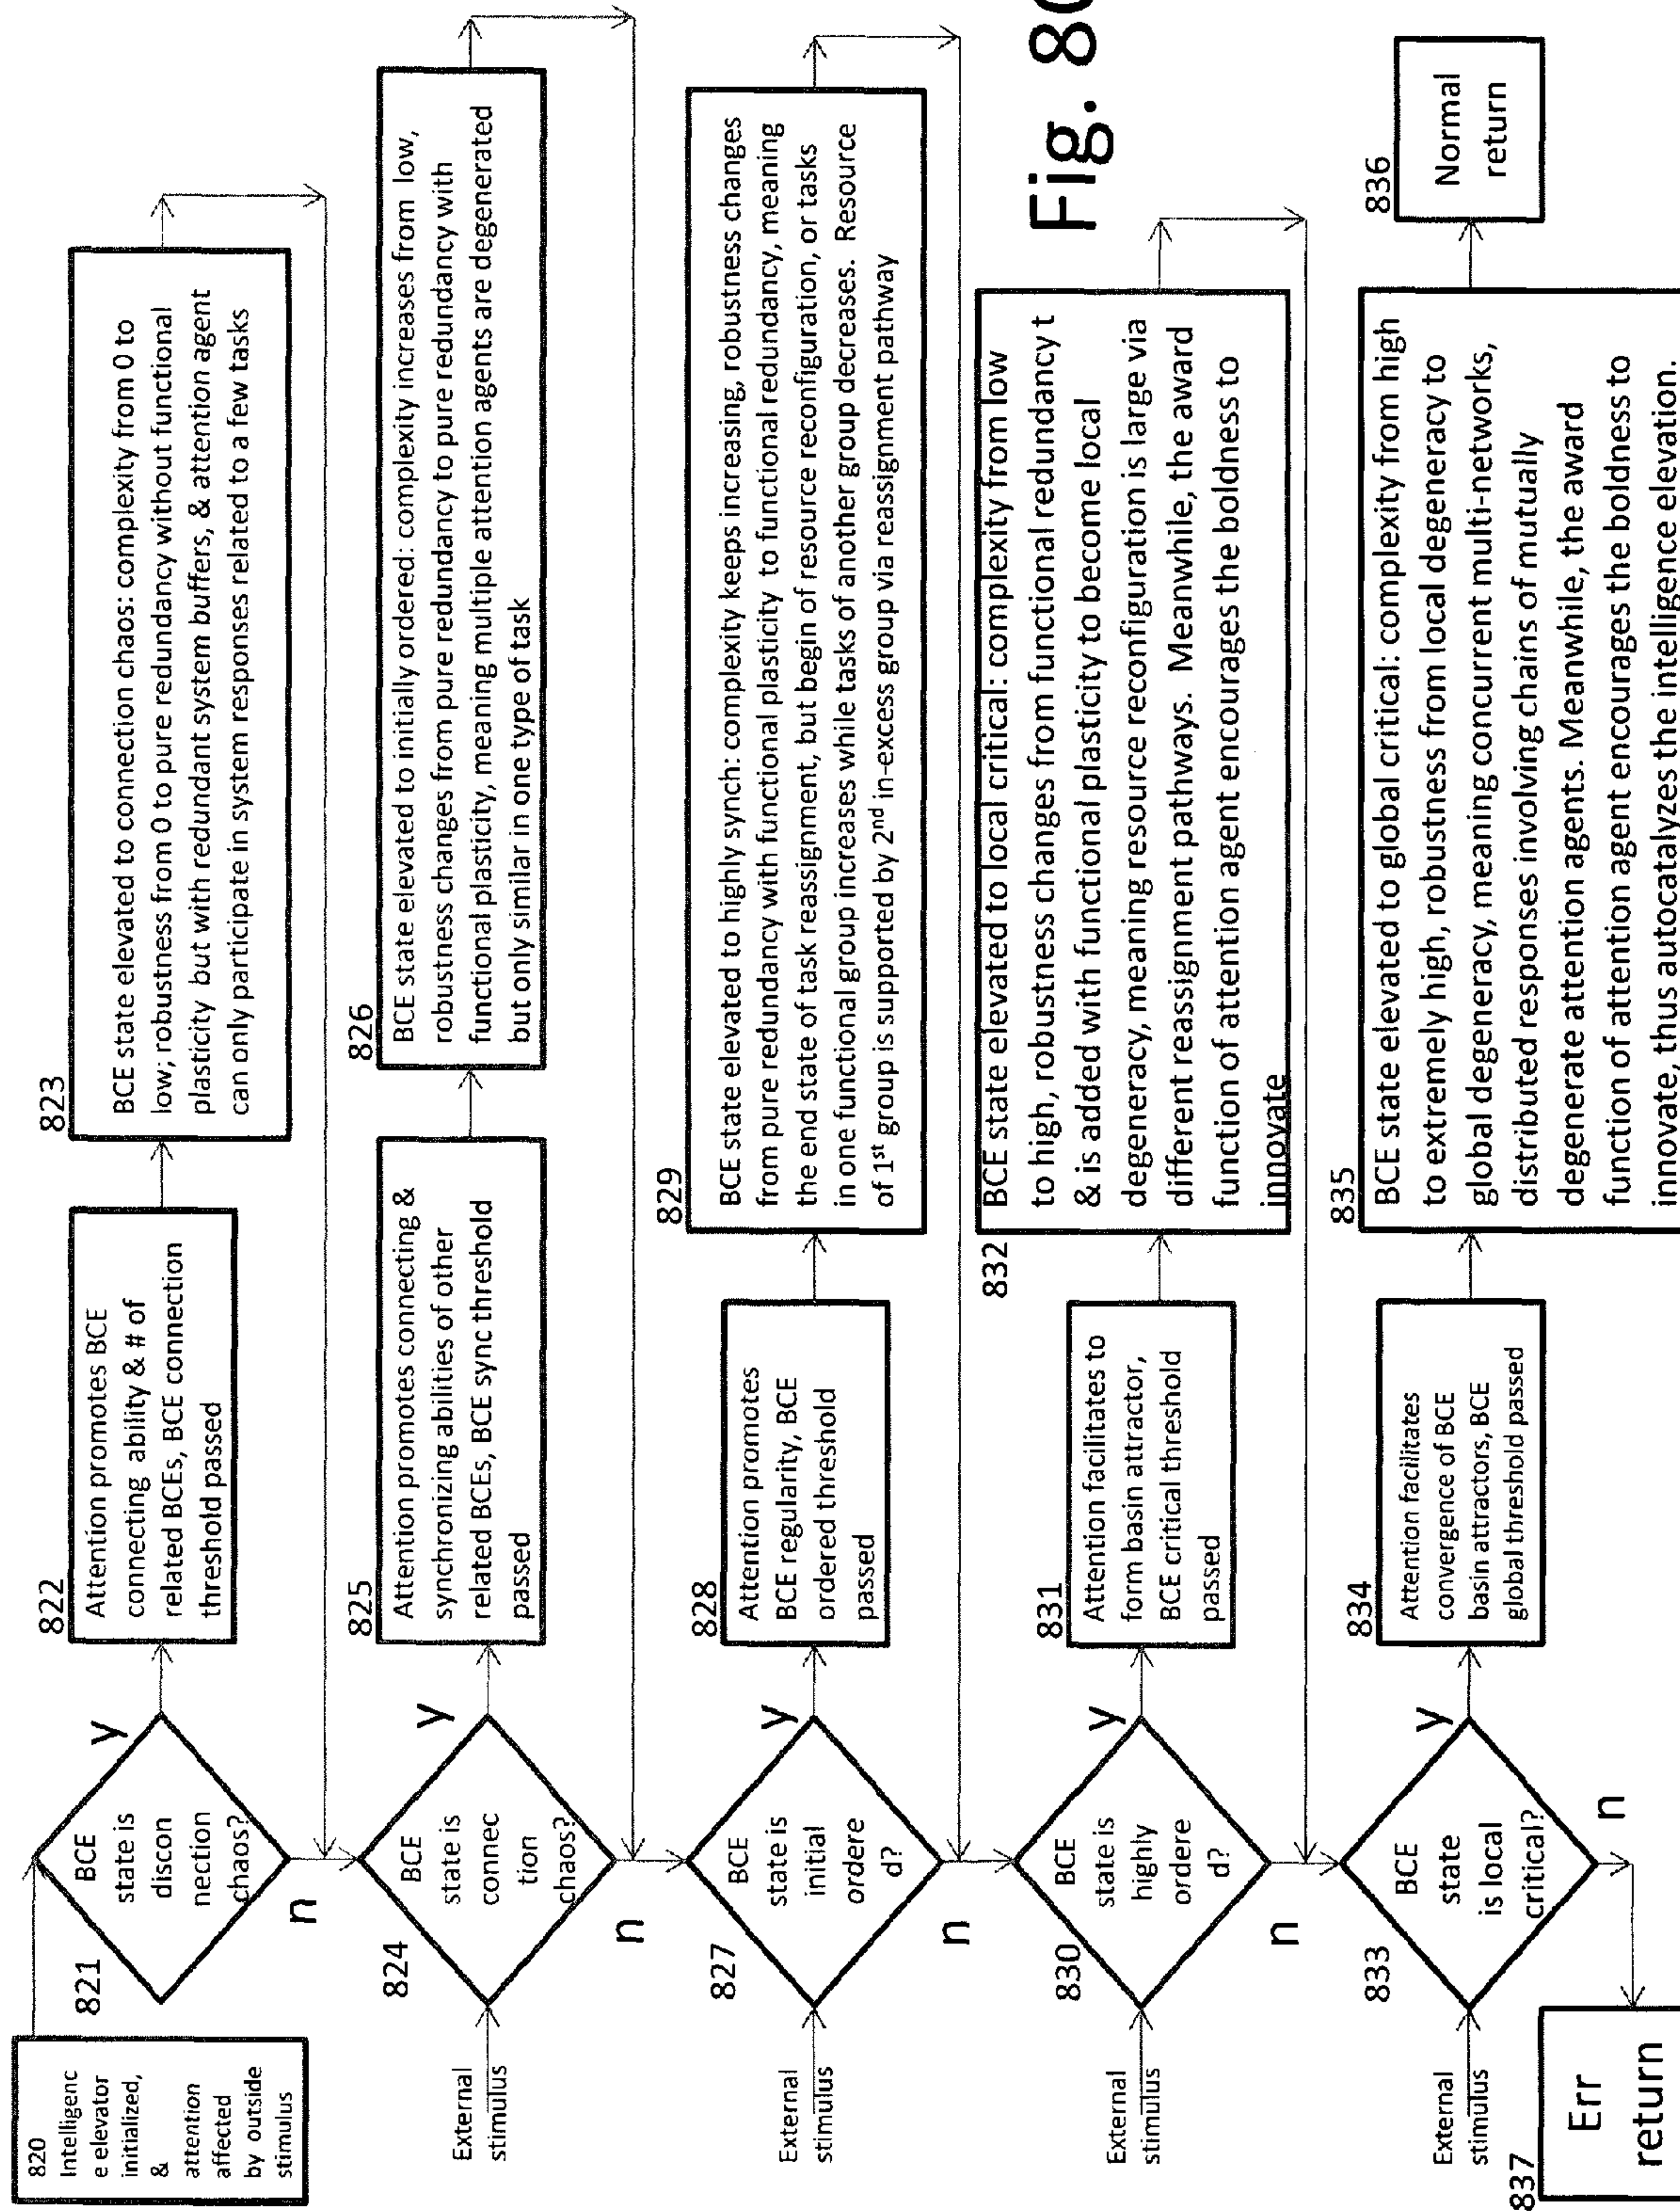 820
Intelligenc
e elevator
initialized,
&
attention
affected
by outside
stimulus
821
BCE
state is
discon
nection
chaos?
y
n
822
Attention promotes BCE
connecting ability & # of
related BCEs, BCE connection
threshold passed
823
BCE state elevated to connection chaos: complexity from 0 to
low; robustness from 0 to pure redundancy without functional
plasticity but with redundant system buffers, & attention agent
can only participate in system responses related to a few tasks
External
stimulus
824
BCE
state is
connec
tion
chaos?
y
n
825
Attention promotes connecting &
synchronizing abilities of other
related BCEs, BCE sync threshold
passed
826
BCE state elevated to initially ordered: complexity increases from low,
robustness changes from pure redundancy to pure redundancy with
functional plasticity, meaning multiple attention agents are degenerated
but only similar in one type of task
External
stimulus
827
BCE
state is
initial
ordere
d?
y
n
828
Attention promotes
BCE regularity, BCE
ordered threshold
passed
829
BCE state elevated to highly synch: complexity keeps increasing, robustness changes
from pure redundancy with functional plasticity to functional redundancy, meaning
the end state of task reassignment, but begin of resource reconfiguration, or tasks
in one functional group increases while tasks of another group decreases. Resource
of 1st group is supported by 2nd in-excess group via reassignment pathway
External
stimulus
830
BCE
state is
highly
ordere
d?
y
n
831
Attention facilitates to
form basin attractor,
BCE critical threshold
passed
832
BCE state elevated to local critical: complexity from low
to high, robustness changes from functional redundancy t
& is added with functional plasticity to become local
degeneracy, meaning resource reconfiguration is large via
different reassignment pathways. Meanwhile, the award
function of attention agent encourages the boldness to
innovate
Fig. 8
External
stimulus
833
BCE
state
is local
critical?
y
n
834
Attention facilitates
convergence of BCE
basin attractors, BCE
global threshold passed
835
BCE state elevated to global critical: complexity from high
to extremely high, robustness from local degeneracy to
global degeneracy, meaning concurrent multi-networks,
distributed responses involving chains of mutually
degenerate attention agents. Meanwhile, the award
function of attention agent encourages the boldness to
innovate, thus autocatalyzes the intelligence elevation.
836
Normal
return
837
Err
return